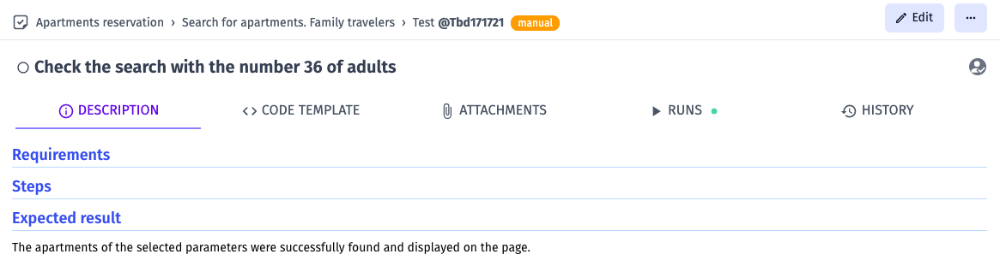 Apartments reservation › Search for apartments. Family travelers › Test @Tbd171721 manual Edit ...
Check the search with the number 36 of adults
DESCRIPTION <> CODE TEMPLATE ATTACHMENTS RUNS HISTORY
Requirements
Steps
Expected result
The apartments of the selected parameters were successfully found and displayed on the page.